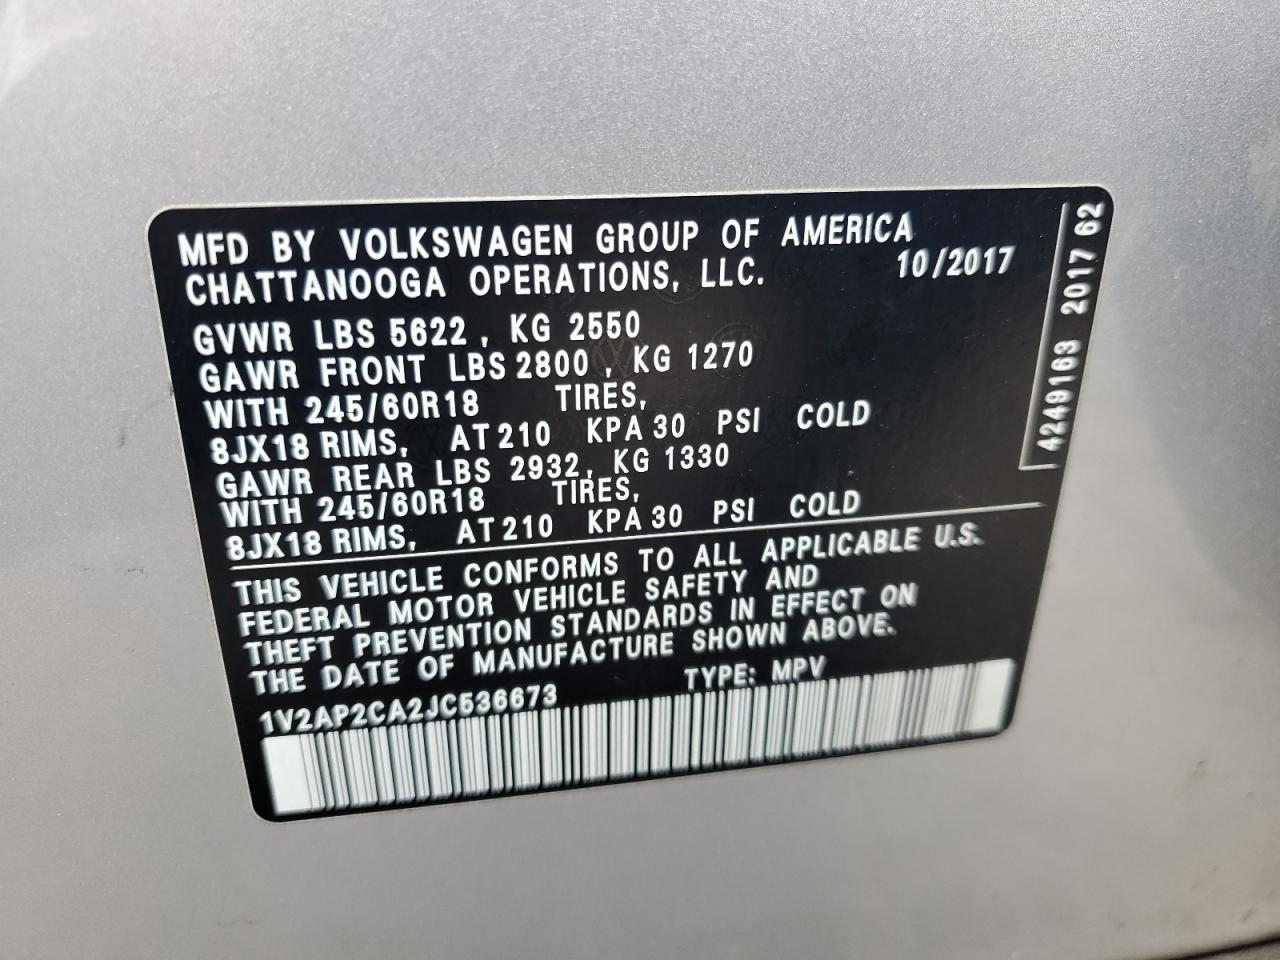 MFD BY VOLKSWAGEN GROUP OF AMERICA
CHATTANOOGA OPERATIONS, LLC. 10/2017
GVWR LBS 5622, KG 2550
GAWR FRONT LBS 2800, KG 1270
WITH 245/60R18 TIRES,
8JX18 RIMS, AT 210 KPA 30 PSI COLD
GAWR REAR LBS 2932, KG 1330
WITH 245/60R18 TIRES,
8JX18 RIMS, AT 210 KPA 30 PSI COLD
THIS VEHICLE CONFORMS TO ALL APPLICABLE U.S.
FEDERAL MOTOR VEHICLE SAFETY AND
THEFT PREVENTION STANDARDS IN EFFECT ON
THE DATE OF MANUFACTURE SHOWN ABOVE.
1V2AP2CA2JC536673 TYPE: MPV
4249163 2017 62